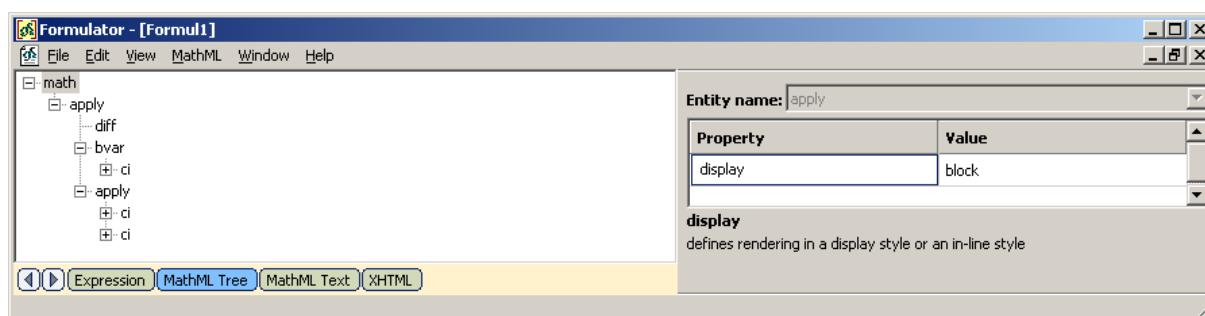 Formulator - [Formul1]
File Edit View MathML Window Help
math
apply
diff
bvar
ci
apply
ci
ci
Expression MathML Tree MathML Text XHTML
Entity name: apply
Property Value
display block
display
defines rendering in a display style or an in-line style